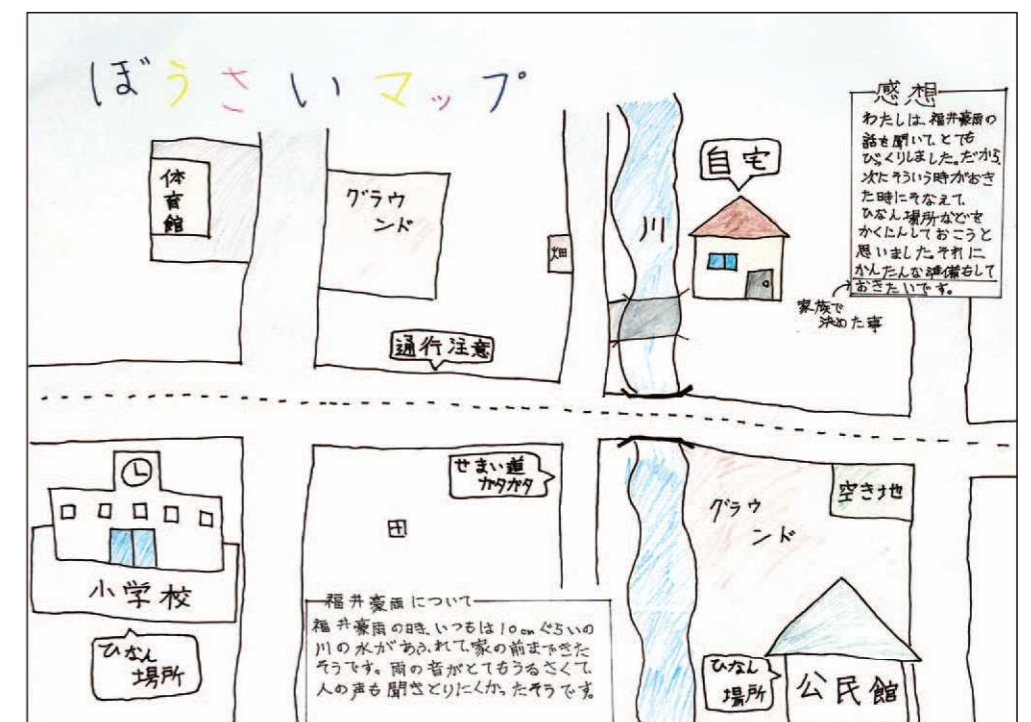 ぼうさいマップ
感想
わたしは、福井豪雨の
話を聞いて、とても
びっくりしました。だから、
次にそういう時がおき
た時にそなえて、
ひなん場所などを
かくにんしておこうと
思いました。それに
かんたんな準備もして
おきたいです。
家族で
決めた事
自宅
川
体
育
館
グラウ
ンド
畑
通行注意
せまい道
ガタガタ
田
小学校
ひなん
場所
福井豪雨について
福井豪雨の時、いつもは10cmぐらいの
川の水があふれて、家の前まできた
そうです。雨の音がとてもうるさくて、
人の声も聞きとりにくかったそうです。
グラウ
ンド
空き地
ひなん
場所
公民館